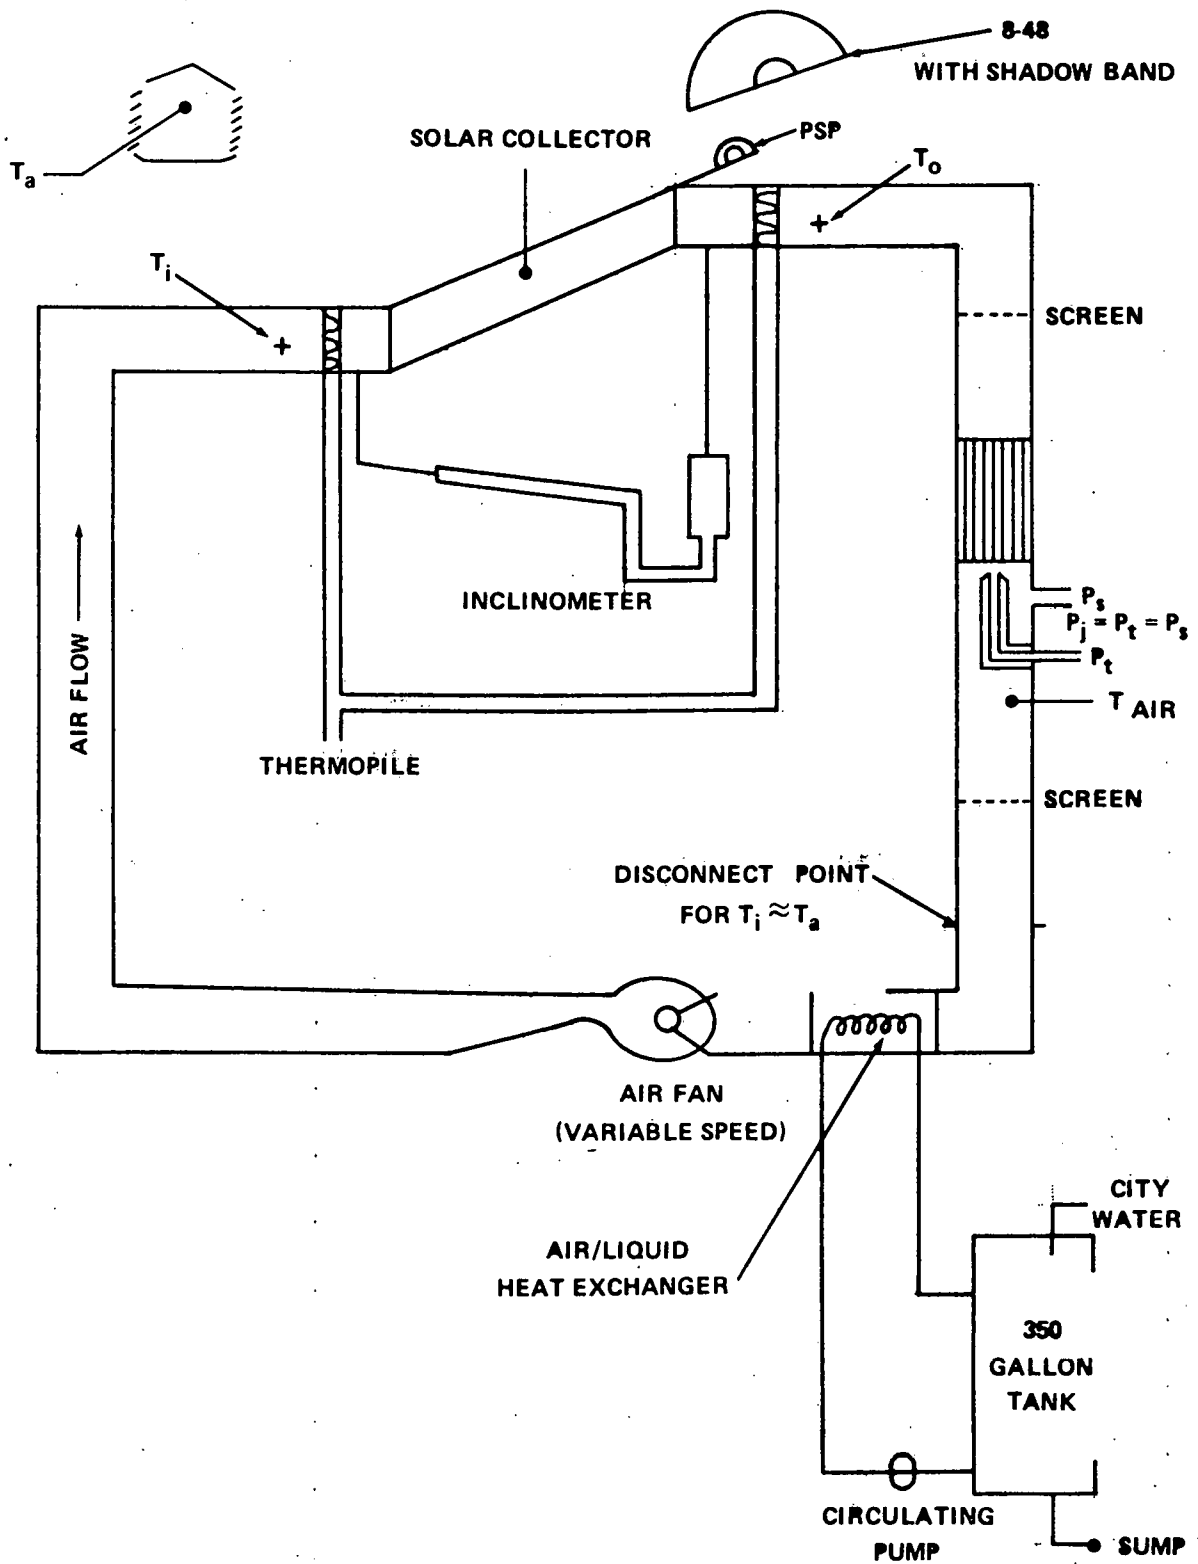 8-48
WITH SHADOW BAND
PSP
SOLAR COLLECTOR
To
Ta
Ti
SCREEN
INCLINOMETER
Ps
Pj = Pt = Ps
Pt
AIR FLOW
T AIR
THERMOPILE
SCREEN
DISCONNECT POINT
FOR Ti ≈ Ta
AIR FAN
(VARIABLE SPEED)
CITY
WATER
AIR/LIQUID
HEAT EXCHANGER
350
GALLON
TANK
CIRCULATING
PUMP
SUMP